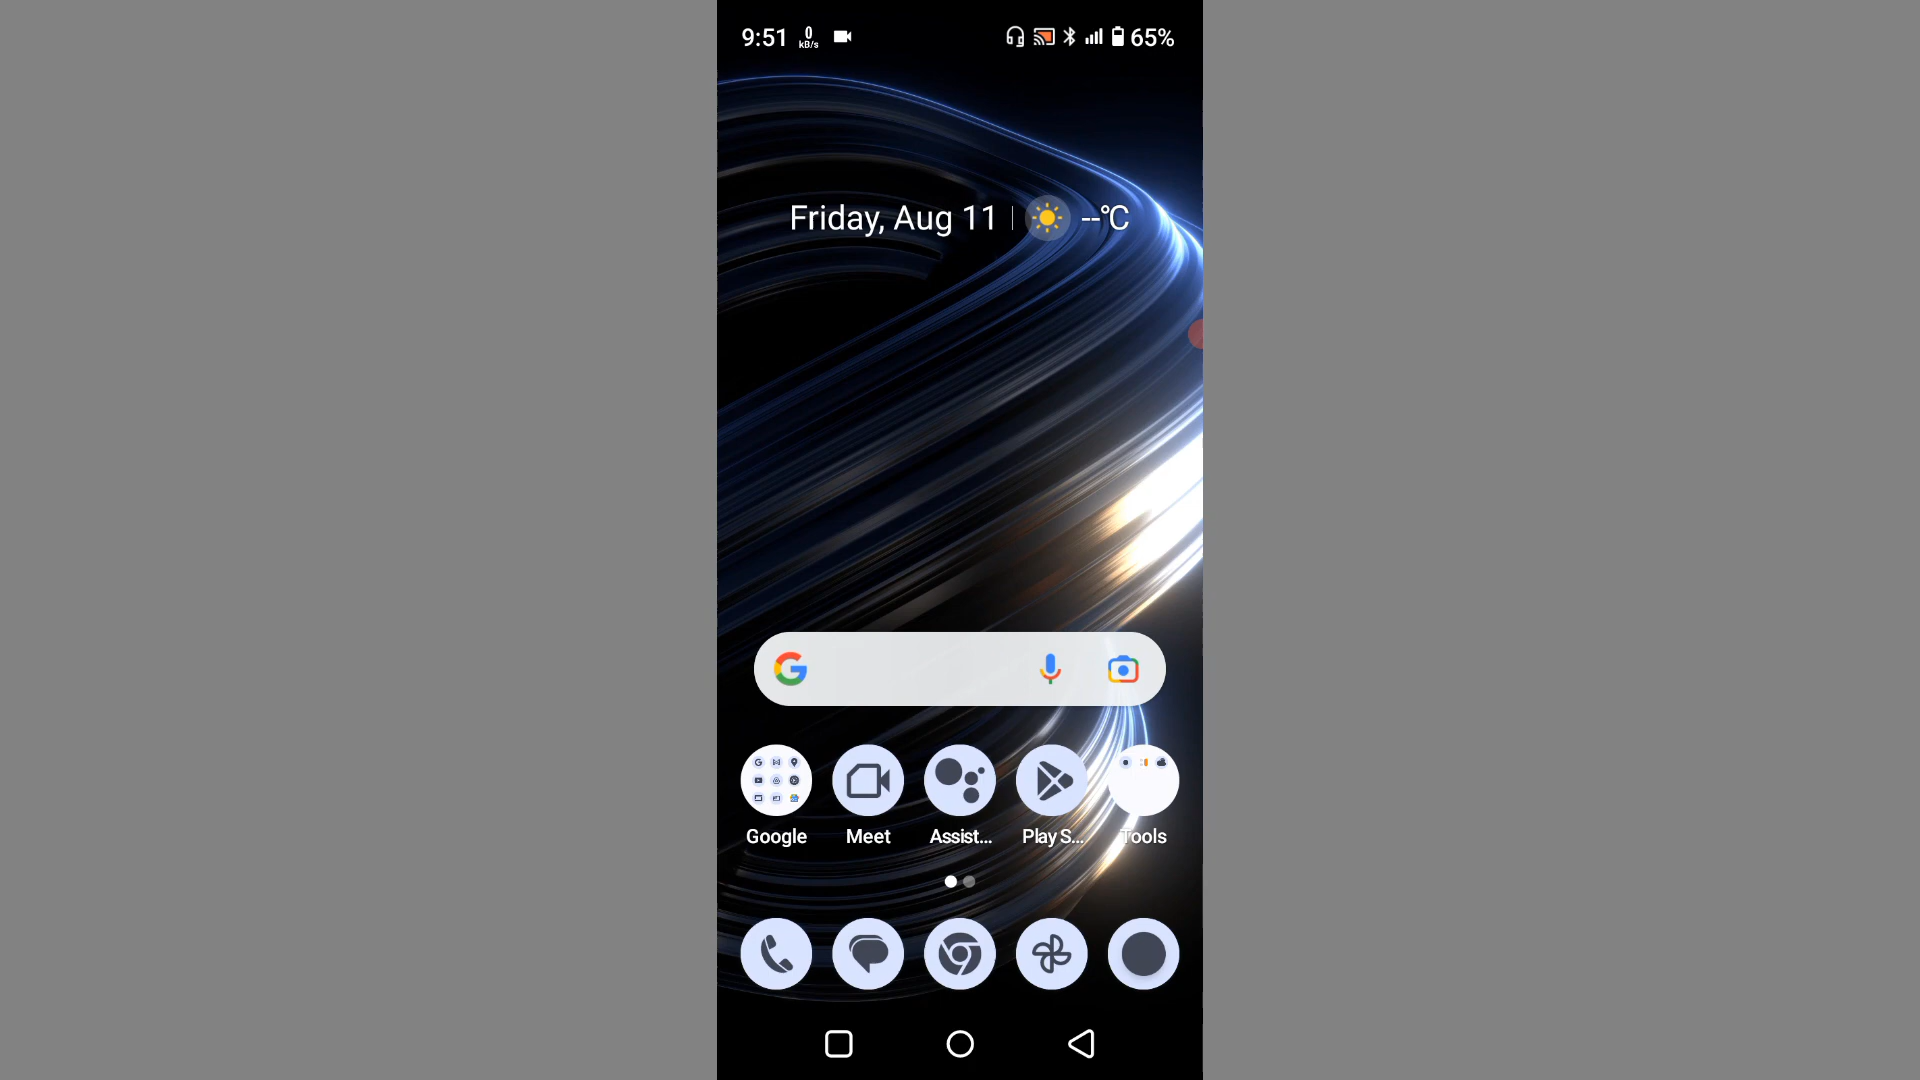 9:51 0 kB/s 65%
Friday, Aug 11 --°C
Google Meet Assist... Play S... Tools